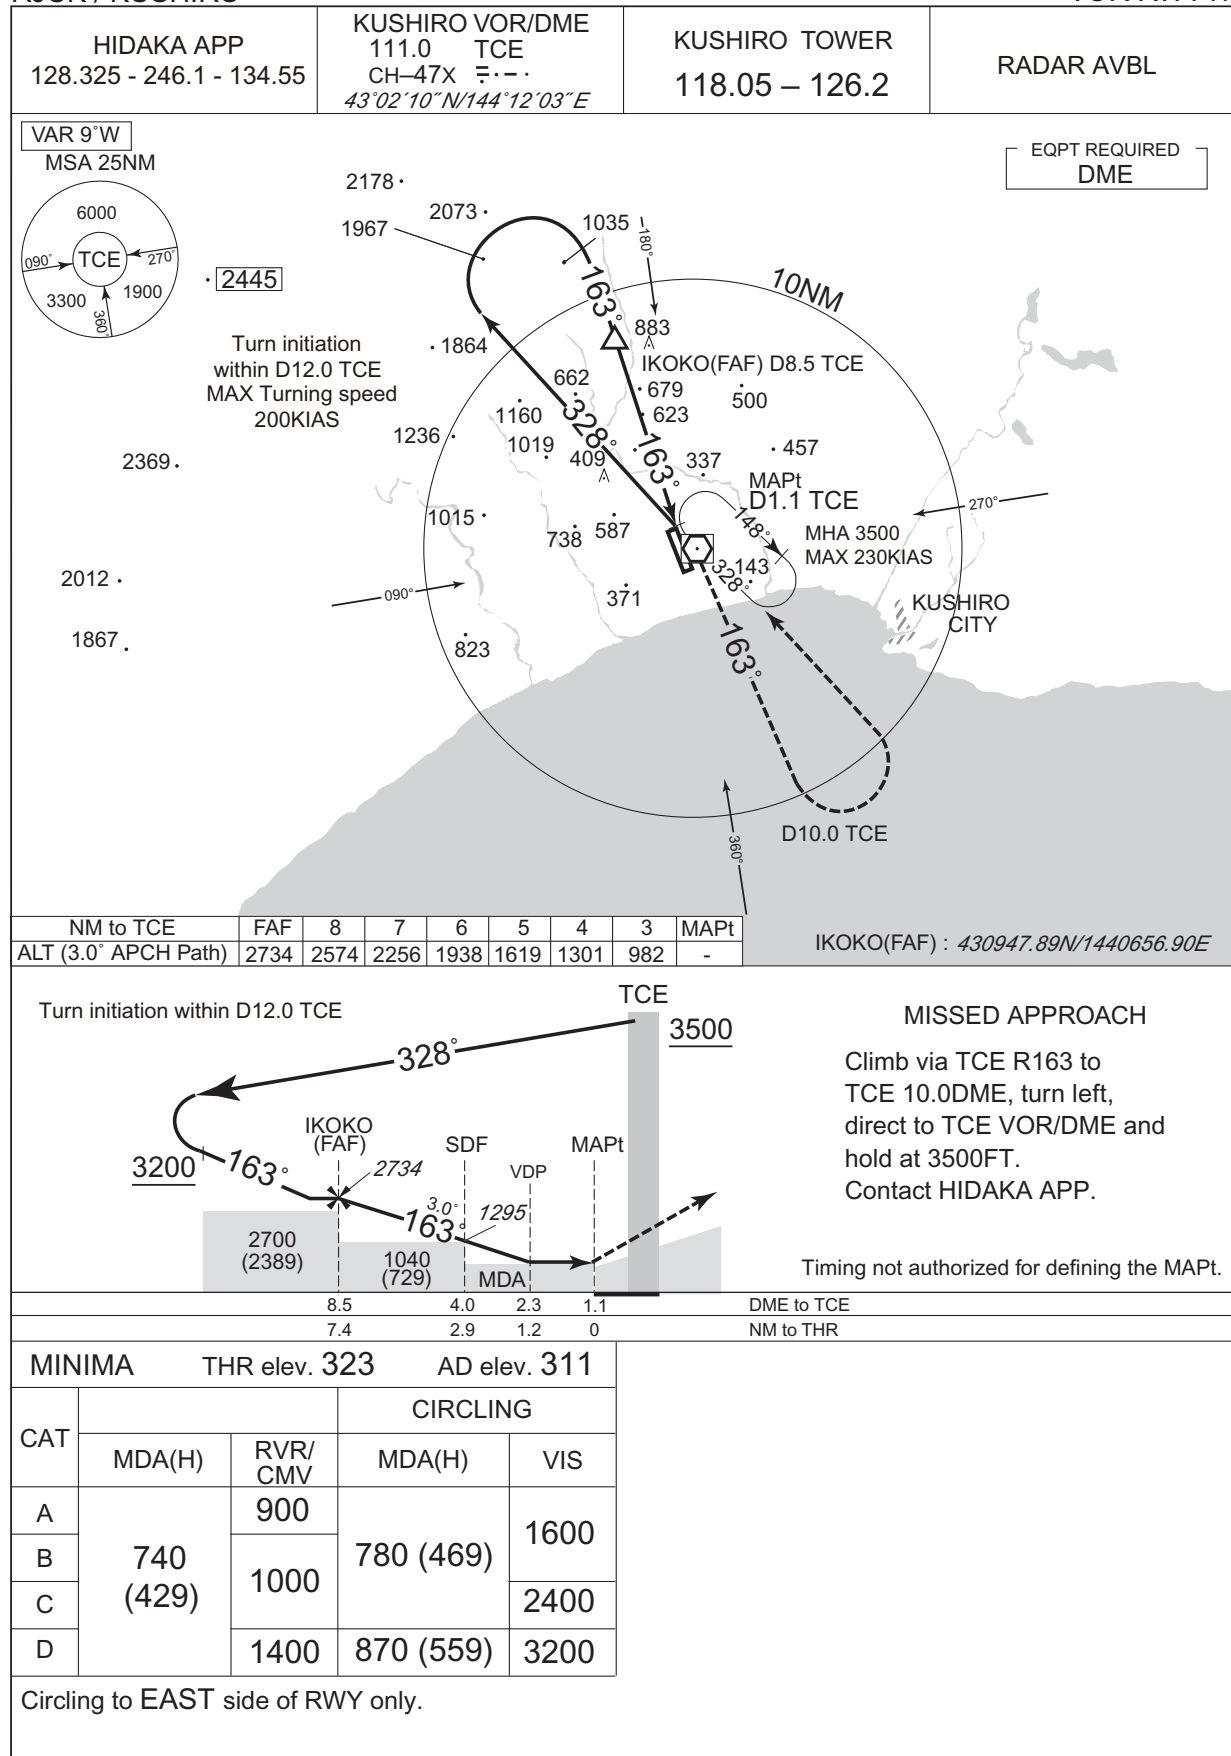 HIDAKA APP
128.325 - 246.1 - 134.55
KUSHIRO VOR/DME
111.0 TCE
CH–47X
43°02′10″N/144°12′03″E
KUSHIRO TOWER
118.05 – 126.2
RADAR AVBL
VAR 9°W
MSA 25NM
6000
TCE
090°
270°
3300
1900
360°
EQPT REQUIRED
DME
2178
2073
1967
1035
180°
2445
163°
10NM
883
Turn initiation
within D12.0 TCE
MAX Turning speed
200KIAS
1864
IKOKO(FAF) D8.5 TCE
662
679
500
1160
623
328°
1236
1019
409
163°
337
457
2369
MAPt
D1.1 TCE
270°
1015
738
587
148°
MHA 3500
MAX 230KIAS
2012
090°
371
328°
143
KUSHIRO
CITY
1867
823
163°
D10.0 TCE
360°
NM to TCE FAF 8 7 6 5 4 3 MAPt
ALT (3.0° APCH Path) 2734 2574 2256 1938 1619 1301 982 -
IKOKO(FAF) : 430947.89N/1440656.90E
Turn initiation within D12.0 TCE
TCE
3500
328°
MISSED APPROACH
Climb via TCE R163 to
TCE 10.0DME, turn left,
direct to TCE VOR/DME and
hold at 3500FT.
Contact HIDAKA APP.
IKOKO
(FAF)
SDF
MAPt
VDP
3200
163°
2734
3.0°
163°
1295
2700
(2389)
1040
(729)
MDA
Timing not authorized for defining the MAPt.
8.5 4.0 2.3 1.1 DME to TCE
7.4 2.9 1.2 0 NM to THR
MINIMA THR elev. 323 AD elev. 311
CAT
CIRCLING
MDA(H) RVR/CMV MDA(H) VIS
A 900
B 740 (429) 1000 780 (469) 1600
C 2400
D 1400 870 (559) 3200
Circling to EAST side of RWY only.